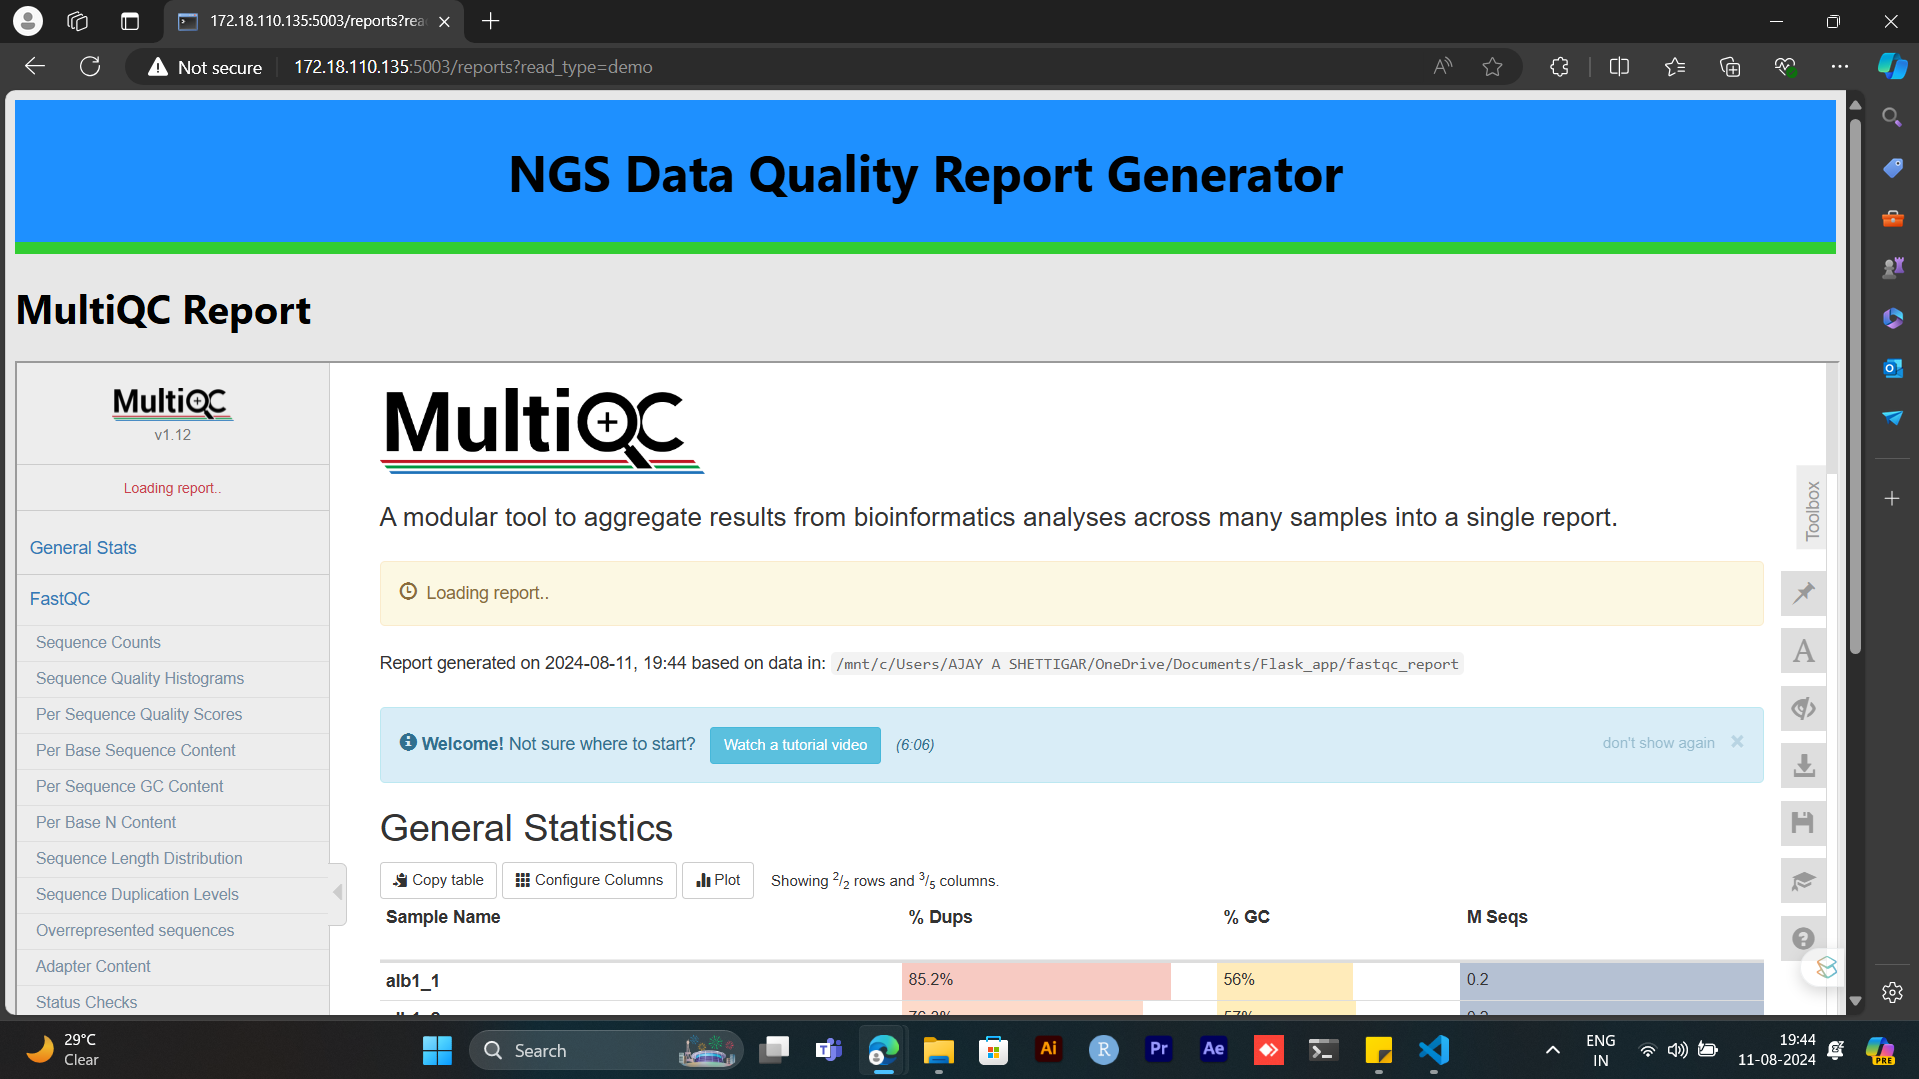 172.18.110.135:5003/reports?rea
Not secure
172.18.110.135:5003/reports?read_type=demo
NGS Data Quality Report Generator
MultiQC Report
MultiQC
v1.12
Loading report..
General Stats
FastQC
Sequence Counts
Sequence Quality Histograms
Per Sequence Quality Scores
Per Base Sequence Content
Per Sequence GC Content
Per Base N Content
Sequence Length Distribution
Sequence Duplication Levels
Overrepresented sequences
Adapter Content
Status Checks
MultiQC
A modular tool to aggregate results from bioinformatics analyses across many samples into a single report.
Loading report..
Report generated on 2024-08-11, 19:44 based on data in: /mnt/c/Users/AJAY A SHETTIGAR/OneDrive/Documents/Flask_app/fastqc_report
Welcome! Not sure where to start? Watch a tutorial video (6:06) don't show again ×
General Statistics
Copy table Configure Columns Plot Showing 2/2 rows and 3/5 columns.
Sample Name % Dups % GC M Seqs
alb1_1 85.2% 56% 0.2
Toolbox
A
29°C
Clear
Search
Ai
R
Pr
Ae
ENG
IN
19:44
11-08-2024
PRE